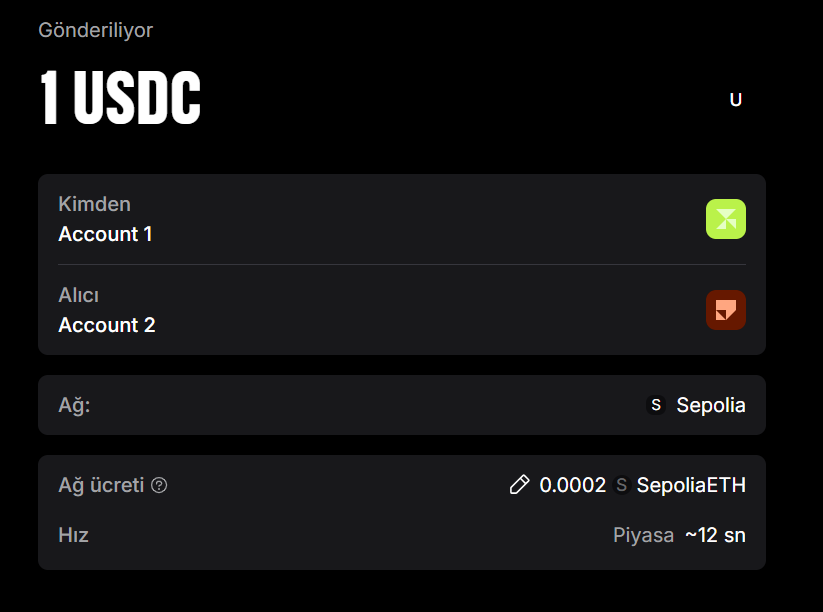 Gönderiliyor
1 USDC
U
Kimden
Account 1
Alıcı
Account 2
Ağ: S Sepolia
Ağ ücreti ? 0.0002 S SepoliaETH
Hız Piyasa ~12 sn